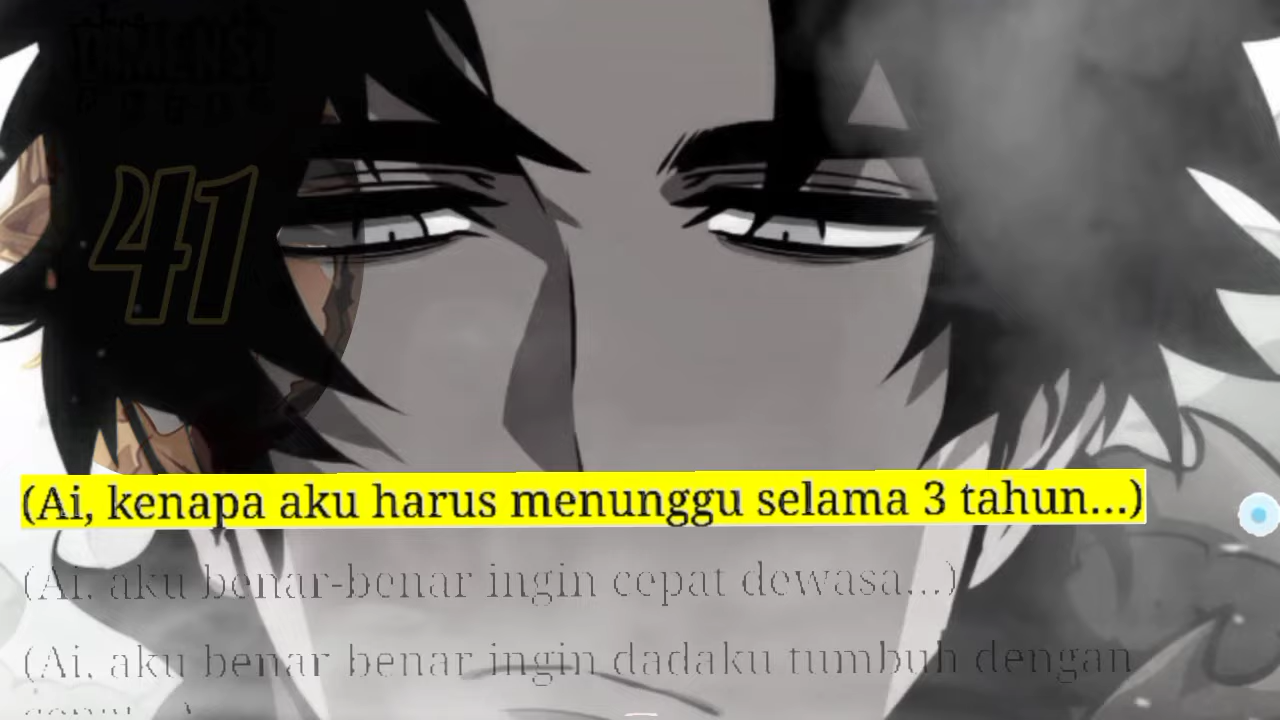 DIMENSI
41
(Ai, kenapa aku harus menunggu selama 3 tahun...)
(Ai, aku benar-benar ingin cepat dewasa...)
(Ai, aku benar benar ingin dadaku tumbuh dengan